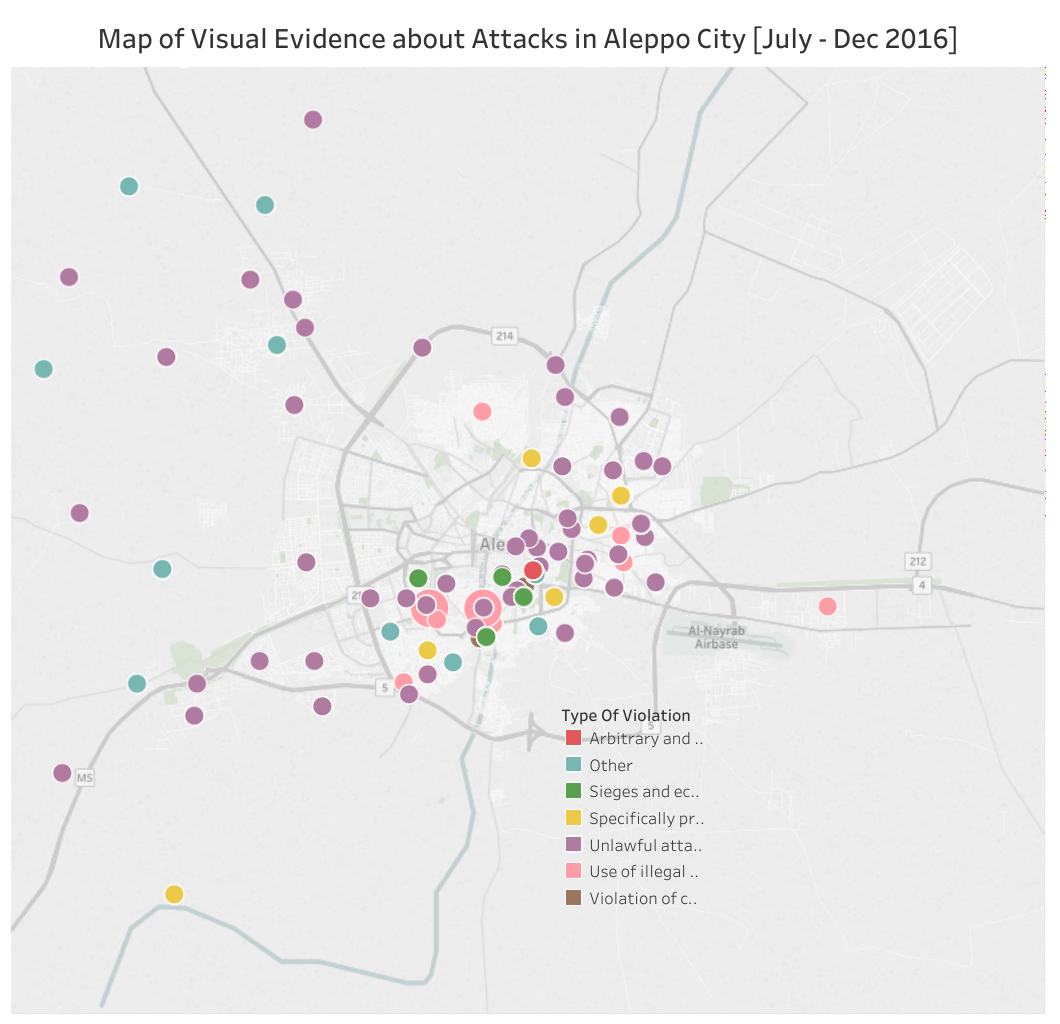 Map of Visual Evidence about Attacks in Aleppo City [July - Dec 2016]
214
Ale
212
4
Al-Nayrab
Airbase
5
5
M5
Type Of Violation
Arbitrary and ..
Other
Sieges and ec..
Specifically pr..
Unlawful atta..
Use of illegal ..
Violation of c..